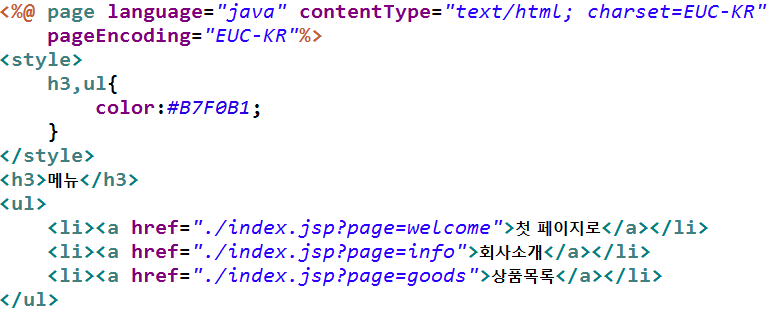 <%@ page language="java" contentType="text/html; charset=EUC-KR"
    pageEncoding="EUC-KR"%>
<style>
    h3,ul{
        color:#B7F0B1;
    }
</style>
<h3>메뉴</h3>
<ul>
    <li><a href="./index.jsp?page=welcome">첫 페이지로</a></li>
    <li><a href="./index.jsp?page=info">회사소개</a></li>
    <li><a href="./index.jsp?page=goods">상품목록</a></li>
</ul>